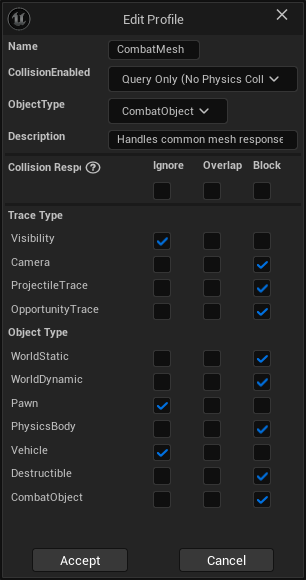 Edit Profile
Name CombatMesh
CollisionEnabled Query Only (No Physics Coll
ObjectType CombatObject
Description Handles common mesh response
Collision Resp Ignore Overlap Block
Trace Type
Visibility
Camera
ProjectileTrace
OpportunityTrace
Object Type
WorldStatic
WorldDynamic
Pawn
PhysicsBody
Vehicle
Destructible
CombatObject
Accept Cancel